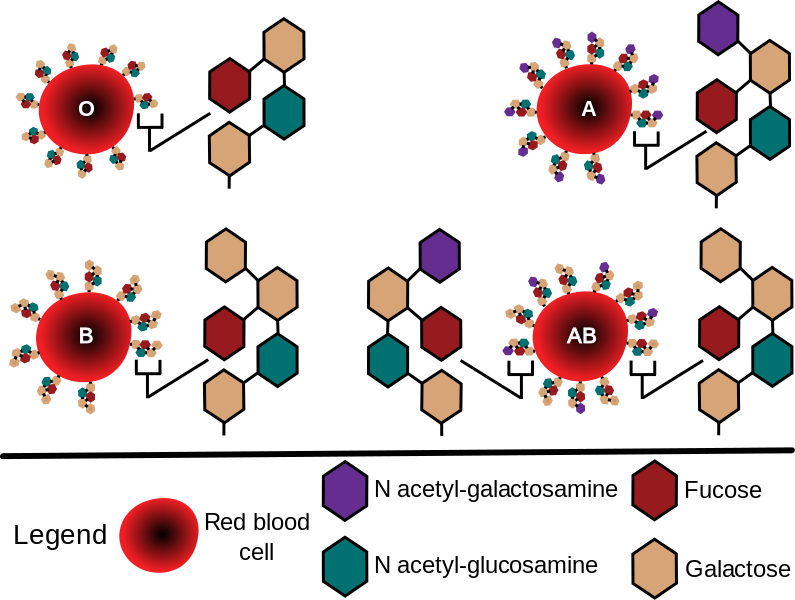 O
A
B
AB
Legend
Red blood
cell
N acetyl-galactosamine
Fucose
N acetyl-glucosamine
Galactose